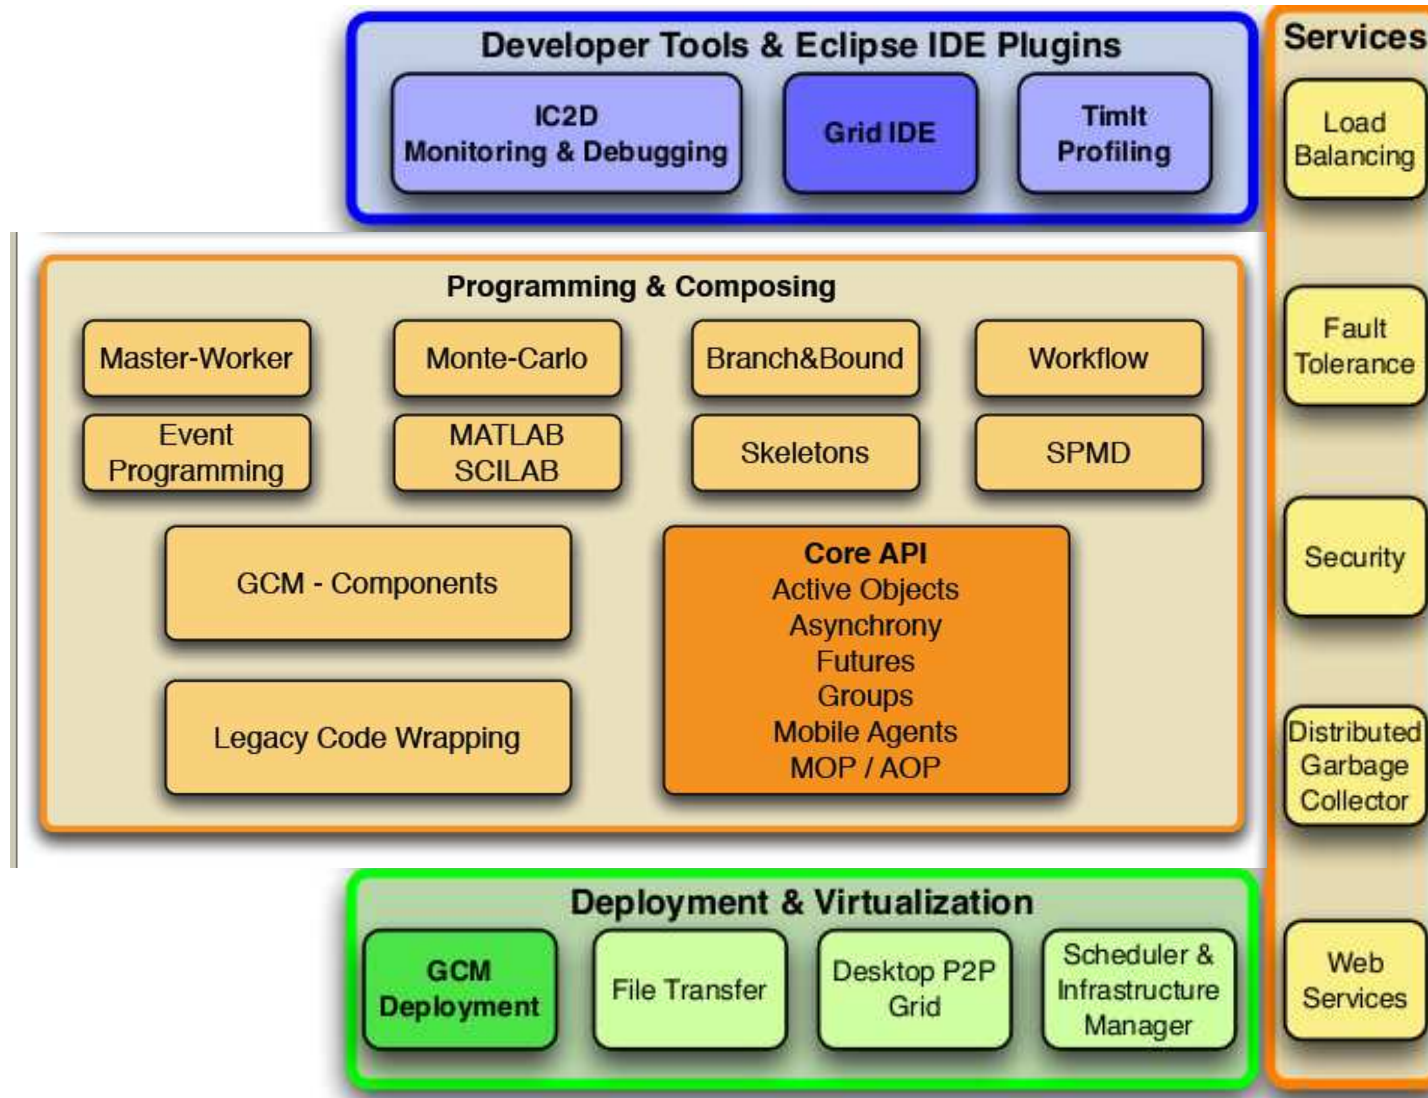 Developer Tools & Eclipse IDE Plugins
IC2D
Monitoring & Debugging
Grid IDE
TimIt
Profiling
Programming & Composing
Master-Worker
Monte-Carlo
Branch&Bound
Workflow
Event
Programming
MATLAB
SCILAB
Skeletons
SPMD
GCM - Components
Legacy Code Wrapping
Core API
Active Objects
Asynchrony
Futures
Groups
Mobile Agents
MOP / AOP
Deployment & Virtualization
GCM
Deployment
File Transfer
Desktop P2P
Grid
Scheduler &
Infrastructure
Manager
Services
Load
Balancing
Fault
Tolerance
Security
Distributed
Garbage
Collector
Web
Services